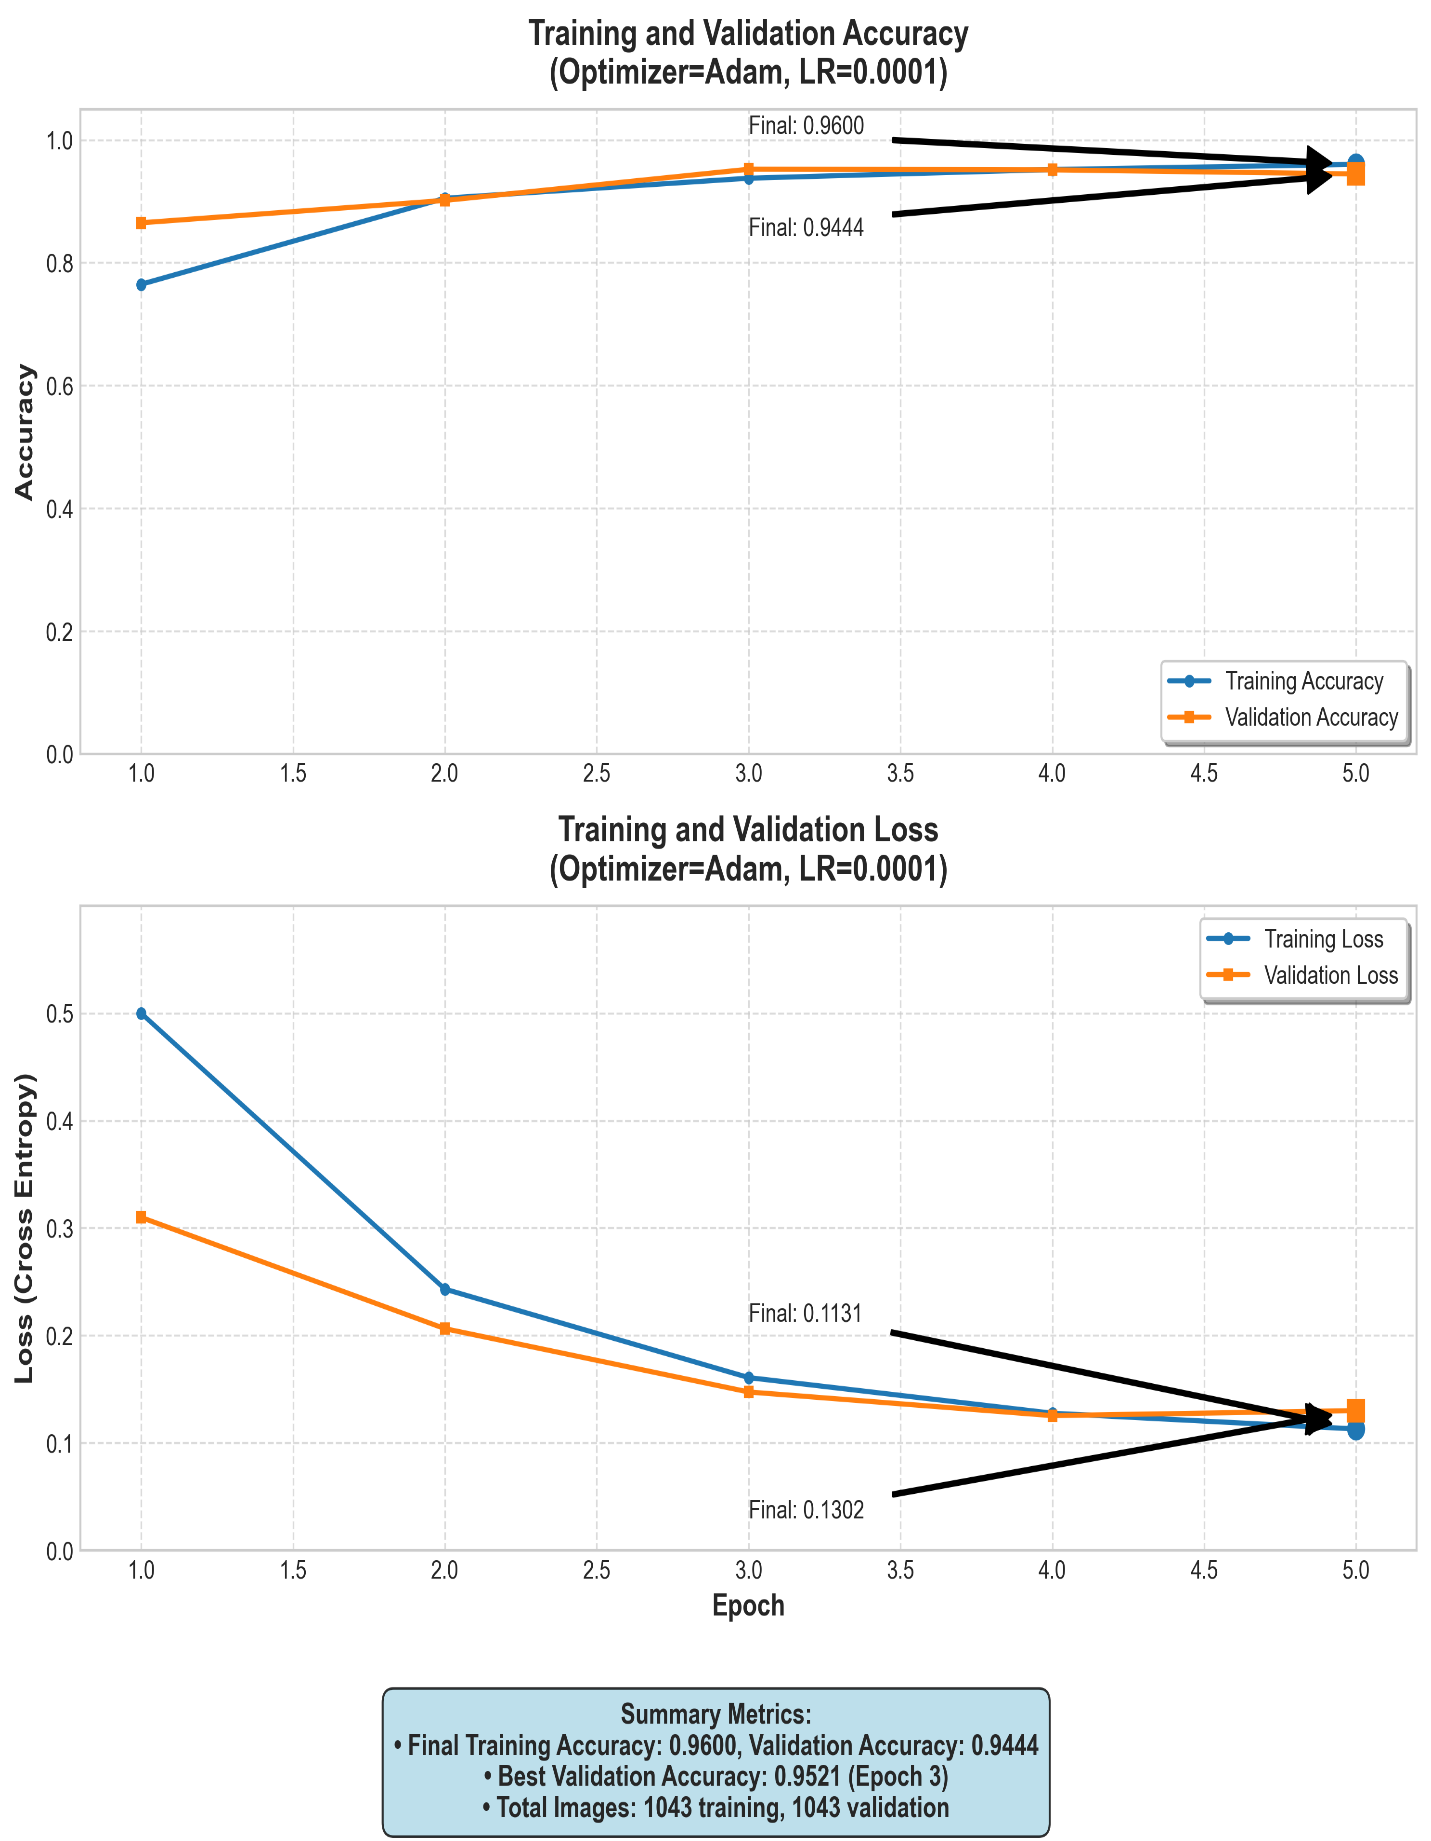 Training and Validation Accuracy
(Optimizer=Adam, LR=0.0001)
Accuracy
1.0
0.8
0.6
0.4
0.2
0.0
Final: 0.9600
Final: 0.9444
Training Accuracy
Validation Accuracy
1.0 1.5 2.0 2.5 3.0 3.5 4.0 4.5 5.0
Training and Validation Loss
(Optimizer=Adam, LR=0.0001)
Loss (Cross Entropy)
0.5
0.4
0.3
0.2
0.1
0.0
Training Loss
Validation Loss
Final: 0.1131
Final: 0.1302
1.0 1.5 2.0 2.5 3.0 3.5 4.0 4.5 5.0
Epoch
Summary Metrics:
• Final Training Accuracy: 0.9600, Validation Accuracy: 0.9444
• Best Validation Accuracy: 0.9521 (Epoch 3)
• Total Images: 1043 training, 1043 validation